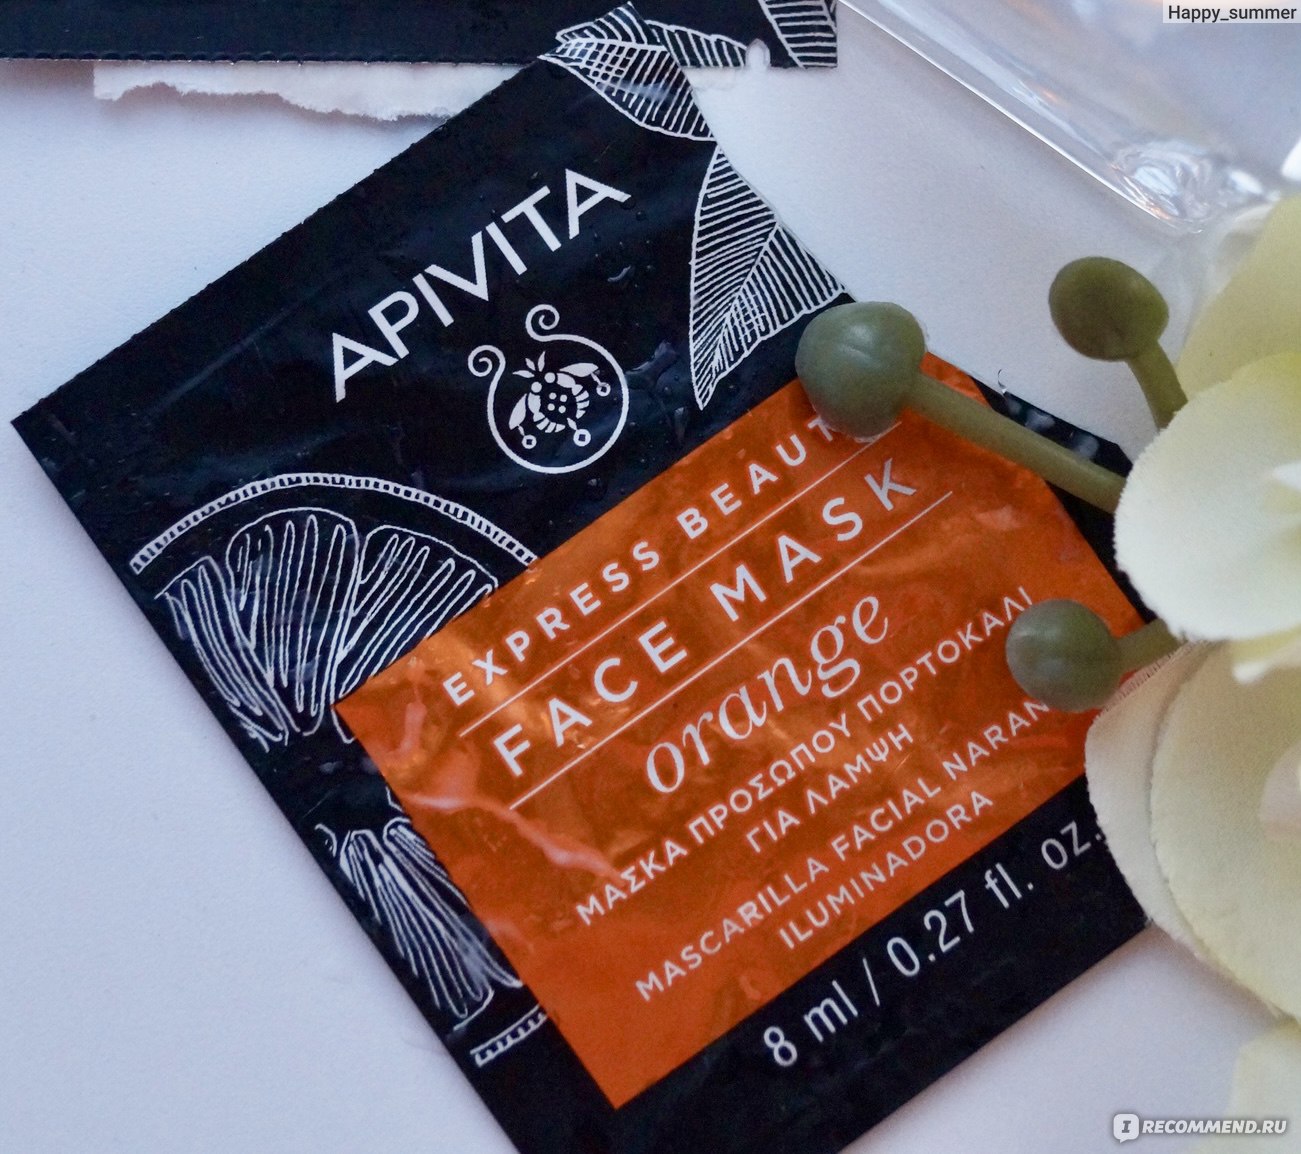 Happy_summer
APIVITA
EXPRESS BEAUT
FACE MASK
orange
ΜΑΣΚΑ ΠΡΟΣΩΠΟΥ ΠΟΡΤΟΚΑΛΙ
ΓΙΑ ΛΑΜΨΗ
MASCARILLA FACIAL NARAN
ILUMINADORA
8 ml / 0.27 fl. oz.
IRECOMMEND.RU